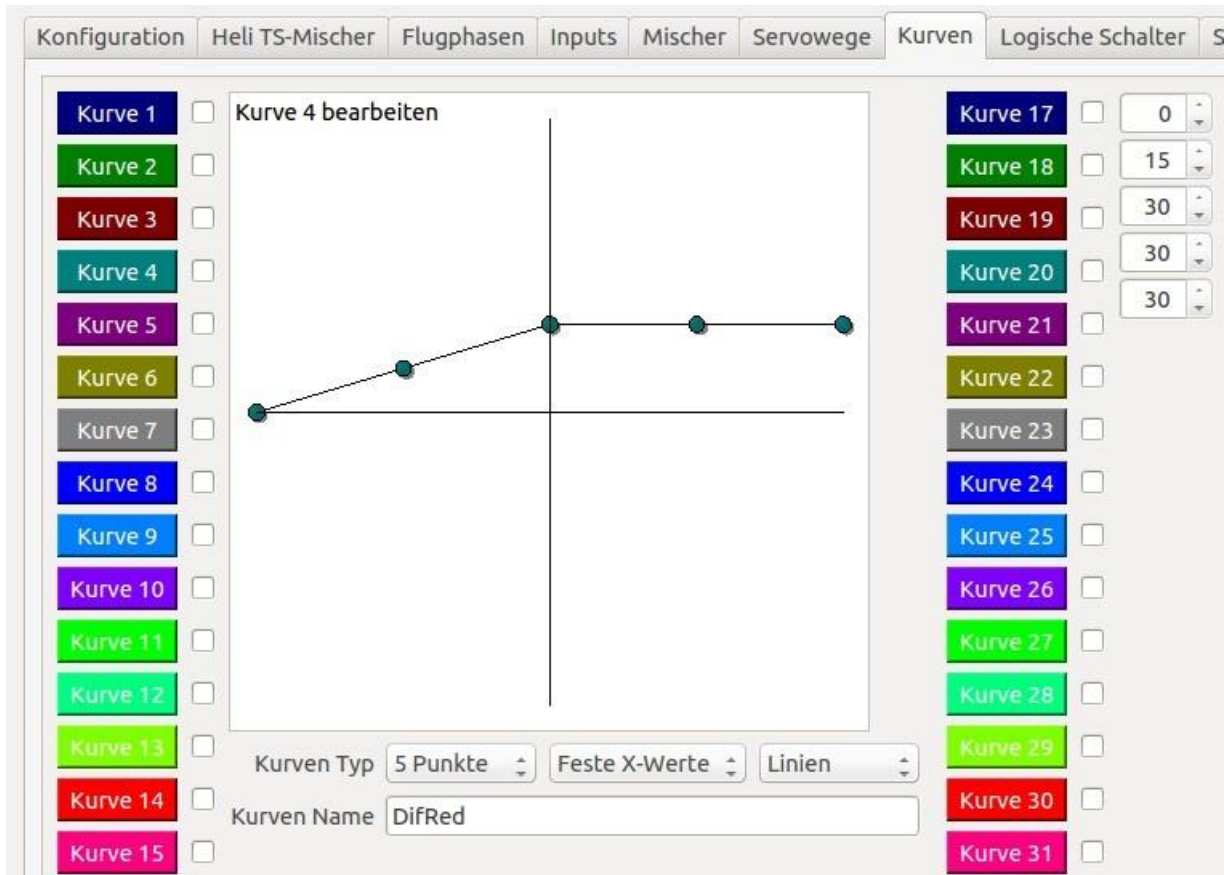 Konfiguration Heli TS-Mischer Flugphasen Inputs Mischer Servowege Kurven Logische Schalter S
Kurve 1 Kurve 4 bearbeiten Kurve 17 0
Kurve 2 Kurve 18 15
Kurve 3 Kurve 19 30
Kurve 4 Kurve 20 30
Kurve 5 Kurve 21 30
Kurve 6 Kurve 22
Kurve 7 Kurve 23
Kurve 8 Kurve 24
Kurve 9 Kurve 25
Kurve 10 Kurve 26
Kurve 11 Kurve 27
Kurve 12 Kurve 28
Kurve 13 Kurven Typ 5 Punkte Feste X-Werte Linien Kurve 29
Kurve 14 Kurven Name DifRed Kurve 30
Kurve 15 Kurve 31